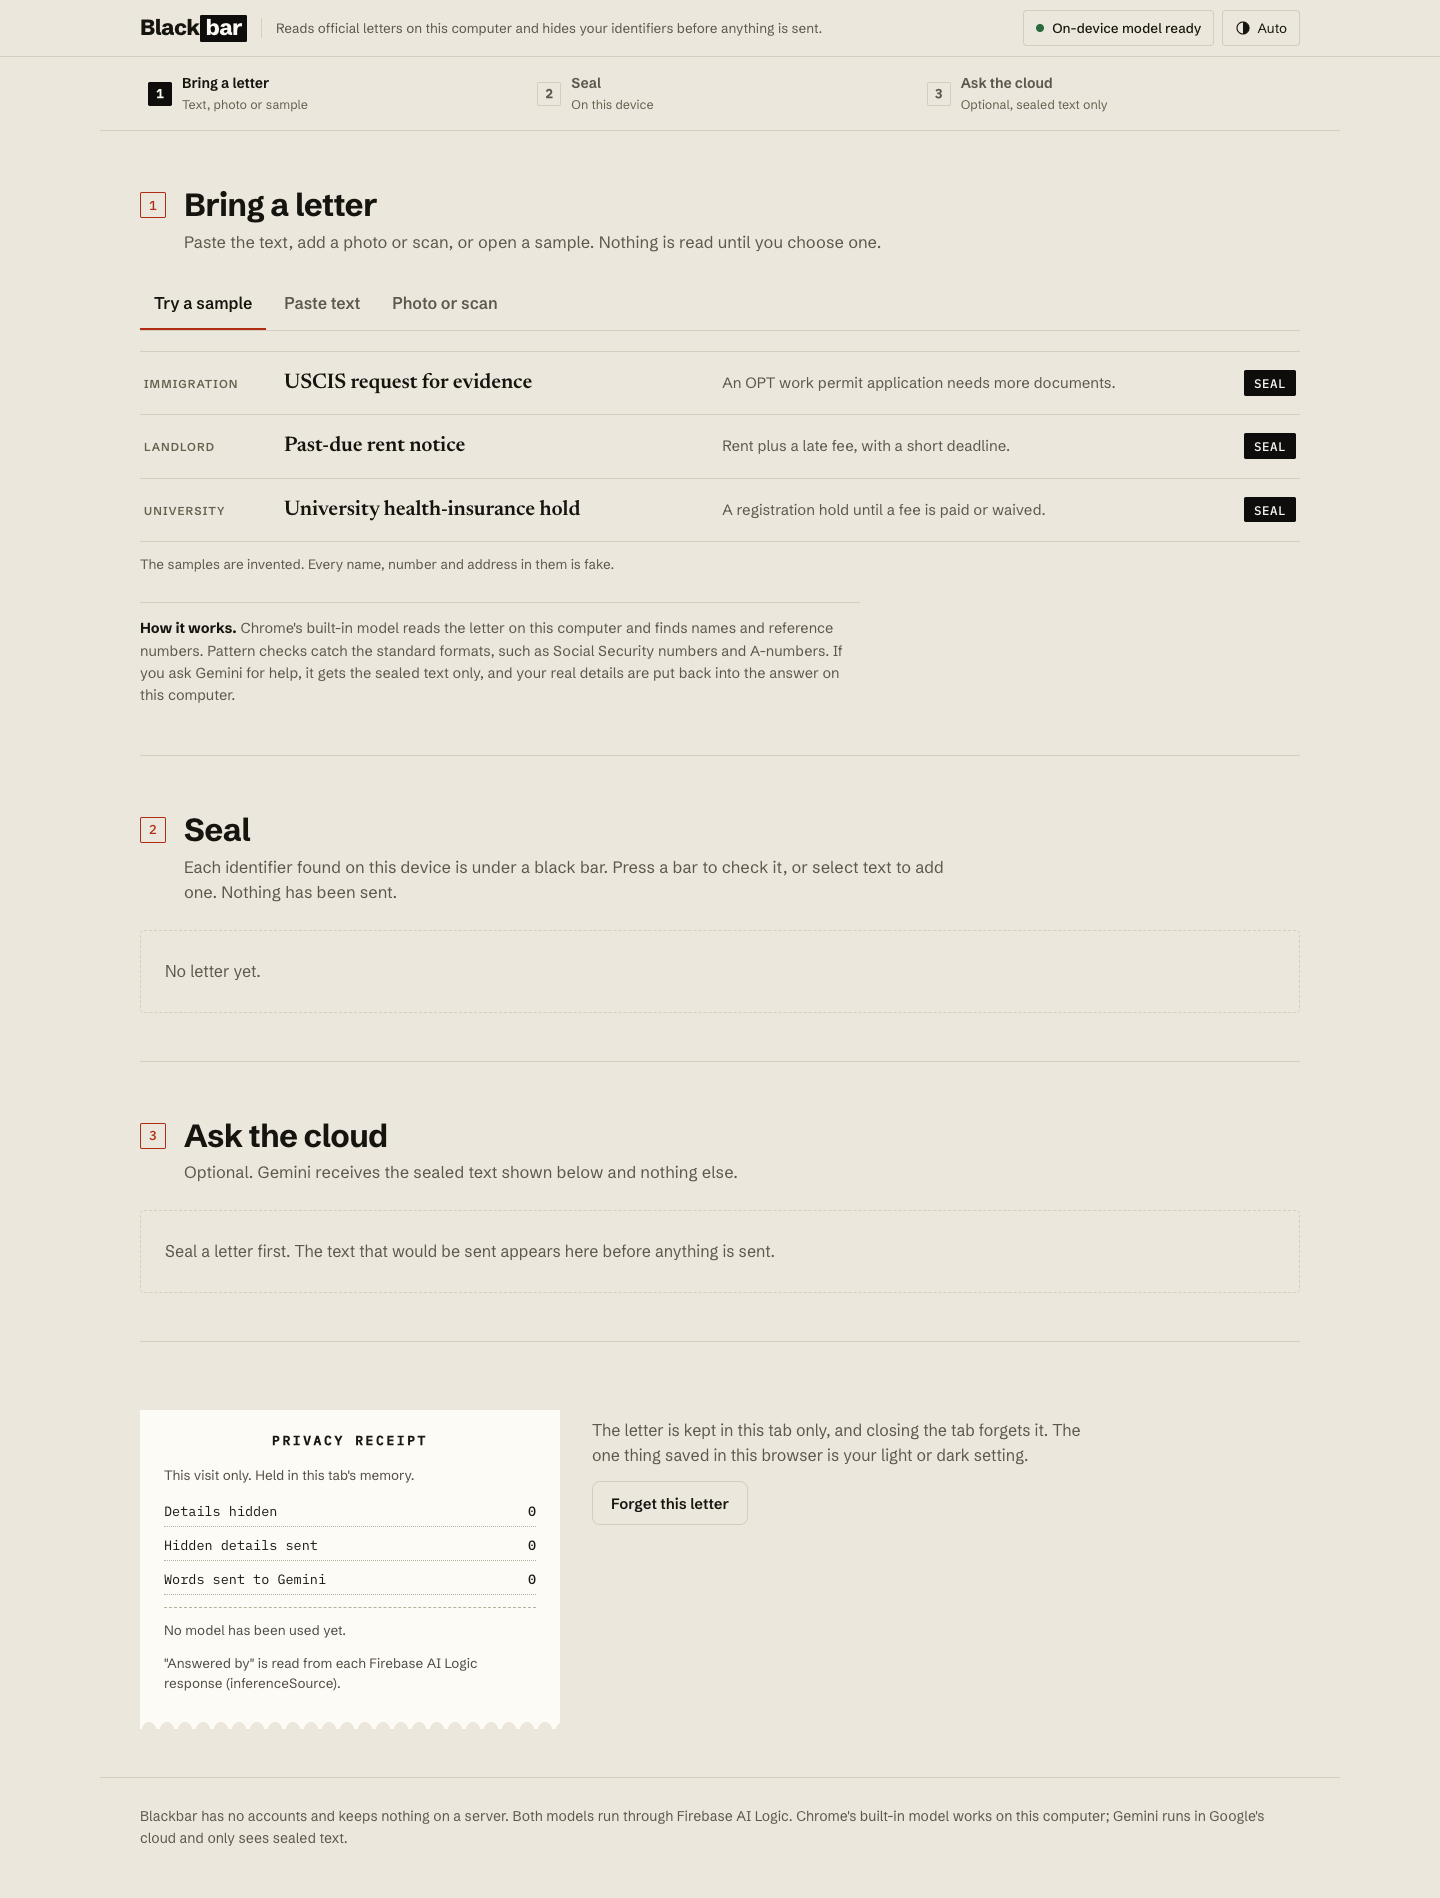 Blackbar
Reads official letters on this computer and hides your identifiers before anything is sent.
On-device model ready
Auto
1
Bring a letter
Text, photo or sample
2
Seal
On this device
3
Ask the cloud
Optional, sealed text only
1
Bring a letter
Paste the text, add a photo or scan, or open a sample. Nothing is read until you choose one.
Try a sample
Paste text
Photo or scan
IMMIGRATION
USCIS request for evidence
An OPT work permit application needs more documents.
SEAL
LANDLORD
Past-due rent notice
Rent plus a late fee, with a short deadline.
SEAL
UNIVERSITY
University health-insurance hold
A registration hold until a fee is paid or waived.
SEAL
The samples are invented. Every name, number and address in them is fake.
How it works. Chrome's built-in model reads the letter on this computer and finds names and reference
numbers. Pattern checks catch the standard formats, such as Social Security numbers and A-numbers. If
you ask Gemini for help, it gets the sealed text only, and your real details are put back into the answer on
this computer.
2
Seal
Each identifier found on this device is under a black bar. Press a bar to check it, or select text to add
one. Nothing has been sent.
No letter yet.
3
Ask the cloud
Optional. Gemini receives the sealed text shown below and nothing else.
Seal a letter first. The text that would be sent appears here before anything is sent.
PRIVACY RECEIPT
This visit only. Held in this tab's memory.
Details hidden 0
Hidden details sent 0
Words sent to Gemini 0
No model has been used yet.
"Answered by" is read from each Firebase AI Logic
response (inferenceSource).
The letter is kept in this tab only, and closing the tab forgets it. The
one thing saved in this browser is your light or dark setting.
Forget this letter
Blackbar has no accounts and keeps nothing on a server. Both models run through Firebase AI Logic. Chrome's built-in model works on this computer; Gemini runs in Google's
cloud and only sees sealed text.